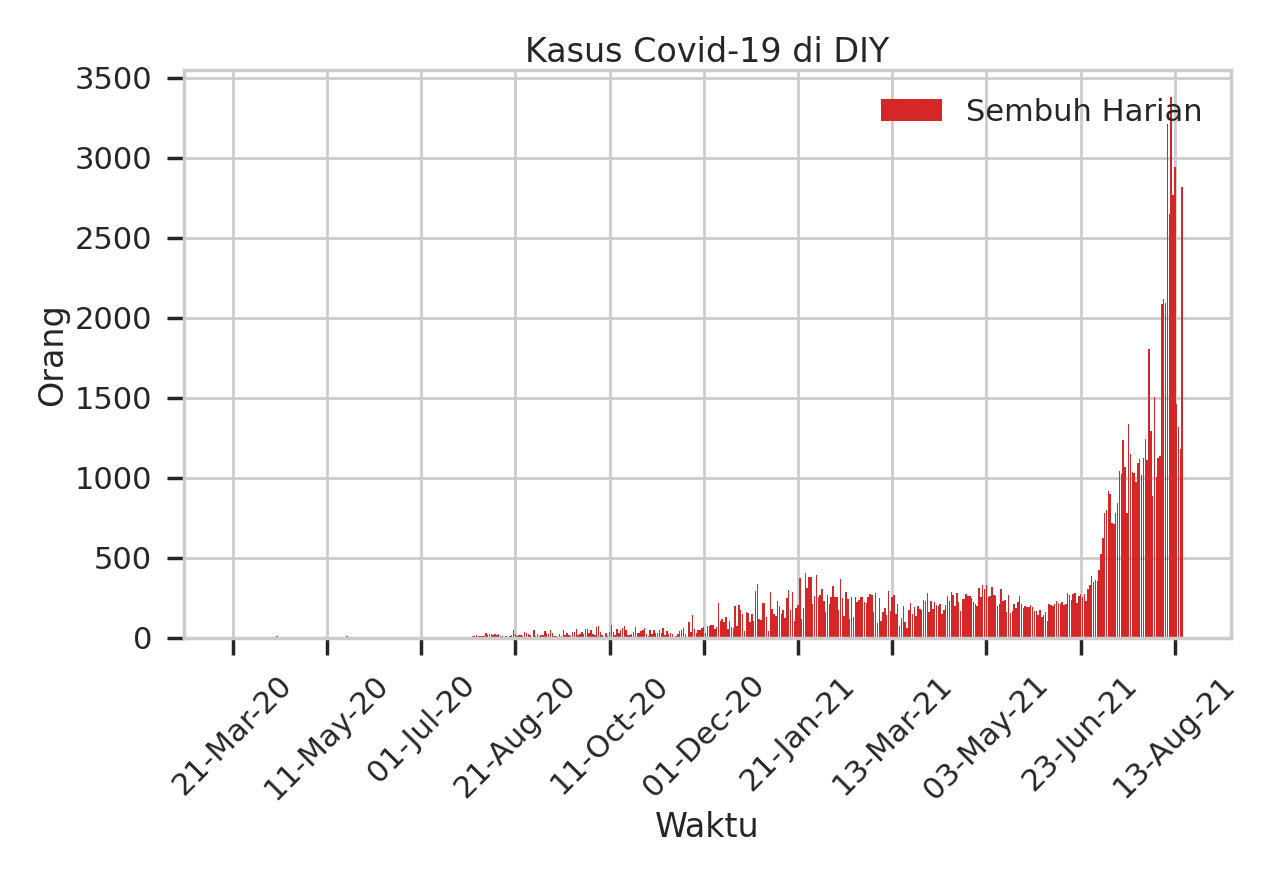 Kasus Covid-19 di DIY
Sembuh Harian
Orang
3500
3000
2500
2000
1500
1000
500
0
21-Mar-20
11-May-20
01-Jul-20
21-Aug-20
11-Oct-20
01-Dec-20
21-Jan-21
13-Mar-21
03-May-21
23-Jun-21
13-Aug-21
Waktu